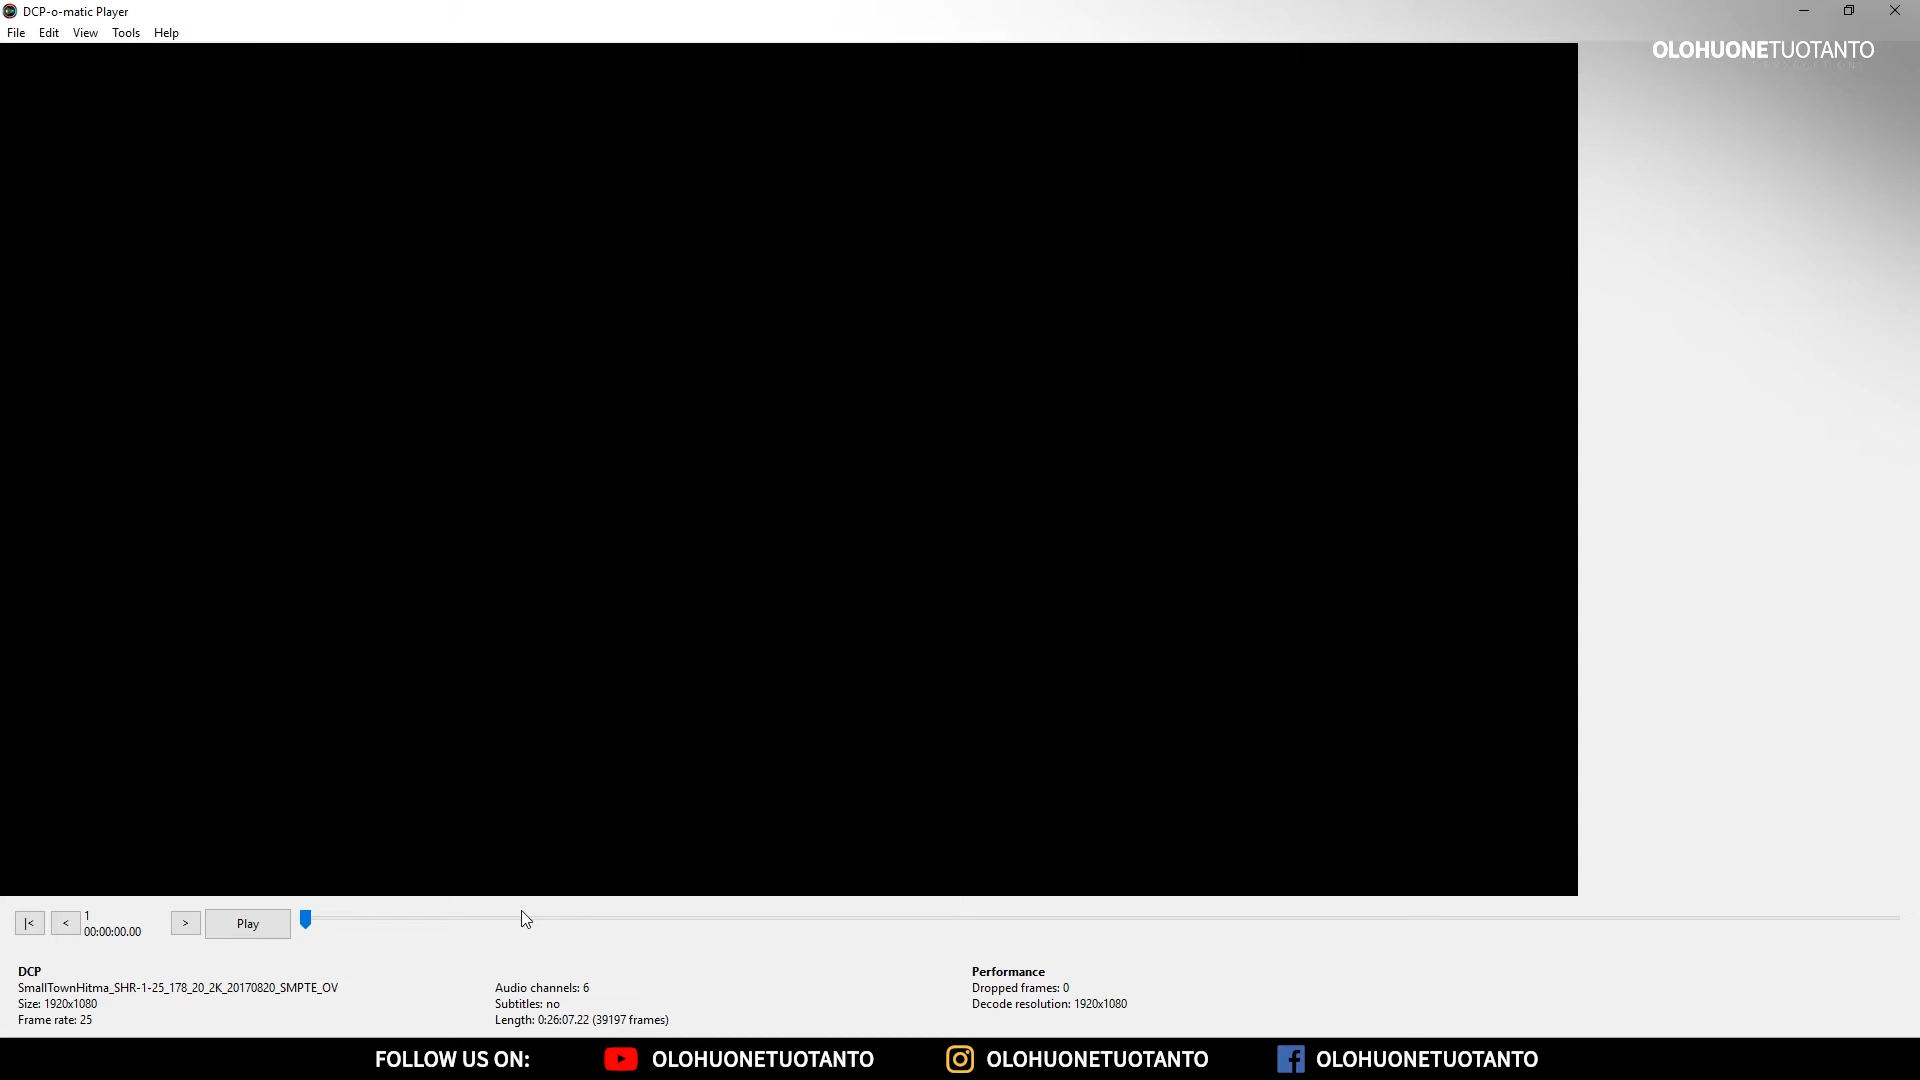 DCP-o-matic Player
File Edit View Tools Help
OLOHUONETUOTANTO
|< < 1 > Play
00:00:00.00
DCP
SmallTownHitma_SHR-1-25_178_20_2K_20170820_SMPTE_OV
Size: 1920x1080
Frame rate: 25
Audio channels: 6
Subtitles: no
Length: 0:26:07.22 (39197 frames)
Performance
Dropped frames: 0
Decode resolution: 1920x1080
FOLLOW US ON: OLOHUONETUOTANTO OLOHUONETUOTANTO OLOHUONETUOTANTO